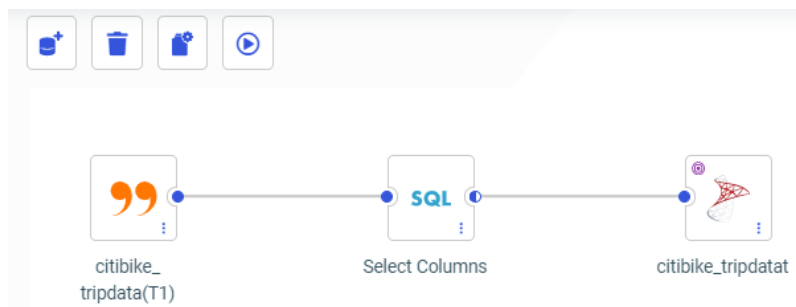 SQL
citibike_
tripdata(T1)
Select Columns
citibike_tripdatat